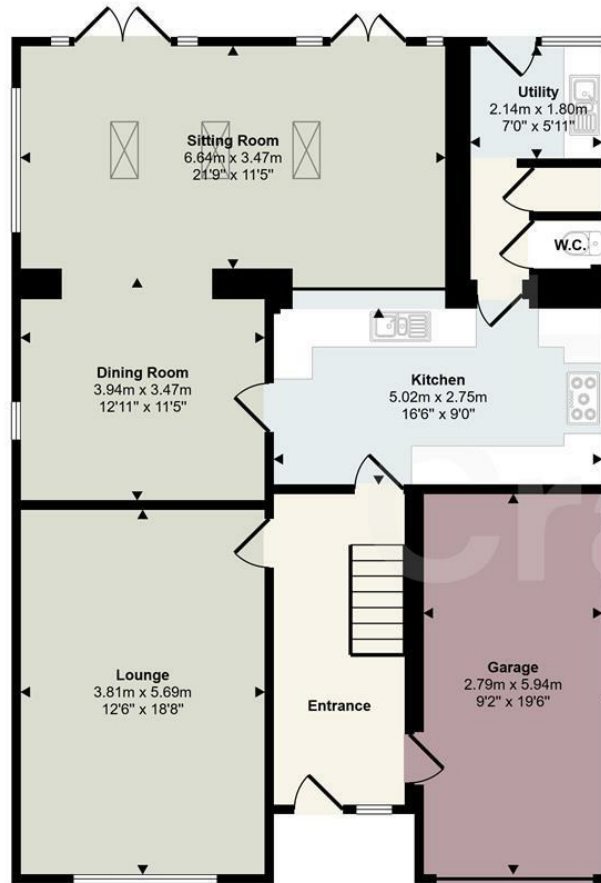 Utility
2.14m x 1.80m
7'0" x 5'11"
Sitting Room
6.64m x 3.47m
21'9" x 11'5"
W.C.
Dining Room
3.94m x 3.47m
12'11" x 11'5"
Kitchen
5.02m x 2.75m
16'6" x 9'0"
Lounge
3.81m x 5.69m
12'6" x 18'8"
Entrance
Garage
2.79m x 5.94m
9'2" x 19'6"